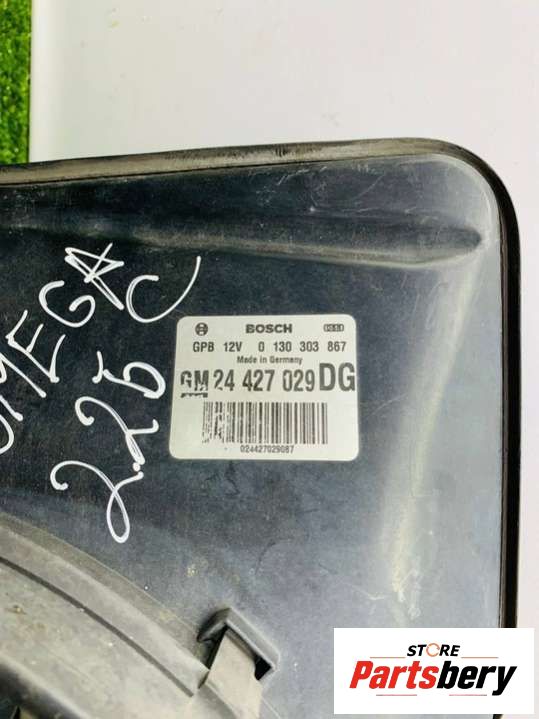 OMEGA C
2.2 5
BOSCH
GPB 12V 0 130 303 867
Made in Germany
GM 24 427 029 DG
024427029087
STORE
Partsbery